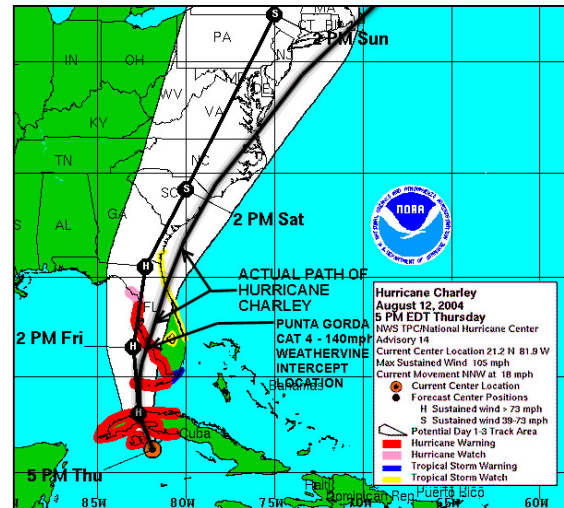 MA
CT RI
2 PM Sun
PA
NJ
OH
IN
MD
DE
WV
VA
KY
NC
TN
SC
2 PM Sat
GA
AL
S
NOAA
ACTUAL PATH OF
HURRICANE
CHARLEY
FL
2 PM Fri
PUNTA GORDA
CAT 4 - 140mph
WEATHERVINE
INTERCEPT
LOCATION
Bahamas
Cuba
5 PM Thu
Haiti
Dominican Rep
Puerto Rico
85W
80W
75W
70W
65W
60W
S
S
H
H
H
Hurricane Charley
August 12, 2004
5 PM EDT Thursday
NWS TPC/National Hurricane Center
Advisory 14
Current Center Location 21.2 N 81.9 W
Max Sustained Wind 105 mph
Current Movement NNW at 18 mph
Current Center Location
Forecast Center Positions
H Sustained wind > 73 mph
S Sustained wind 39-73 mph
Potential Day 1-3 Track Area
Hurricane Warning
Hurricane Watch
Tropical Storm Warning
Tropical Storm Watch